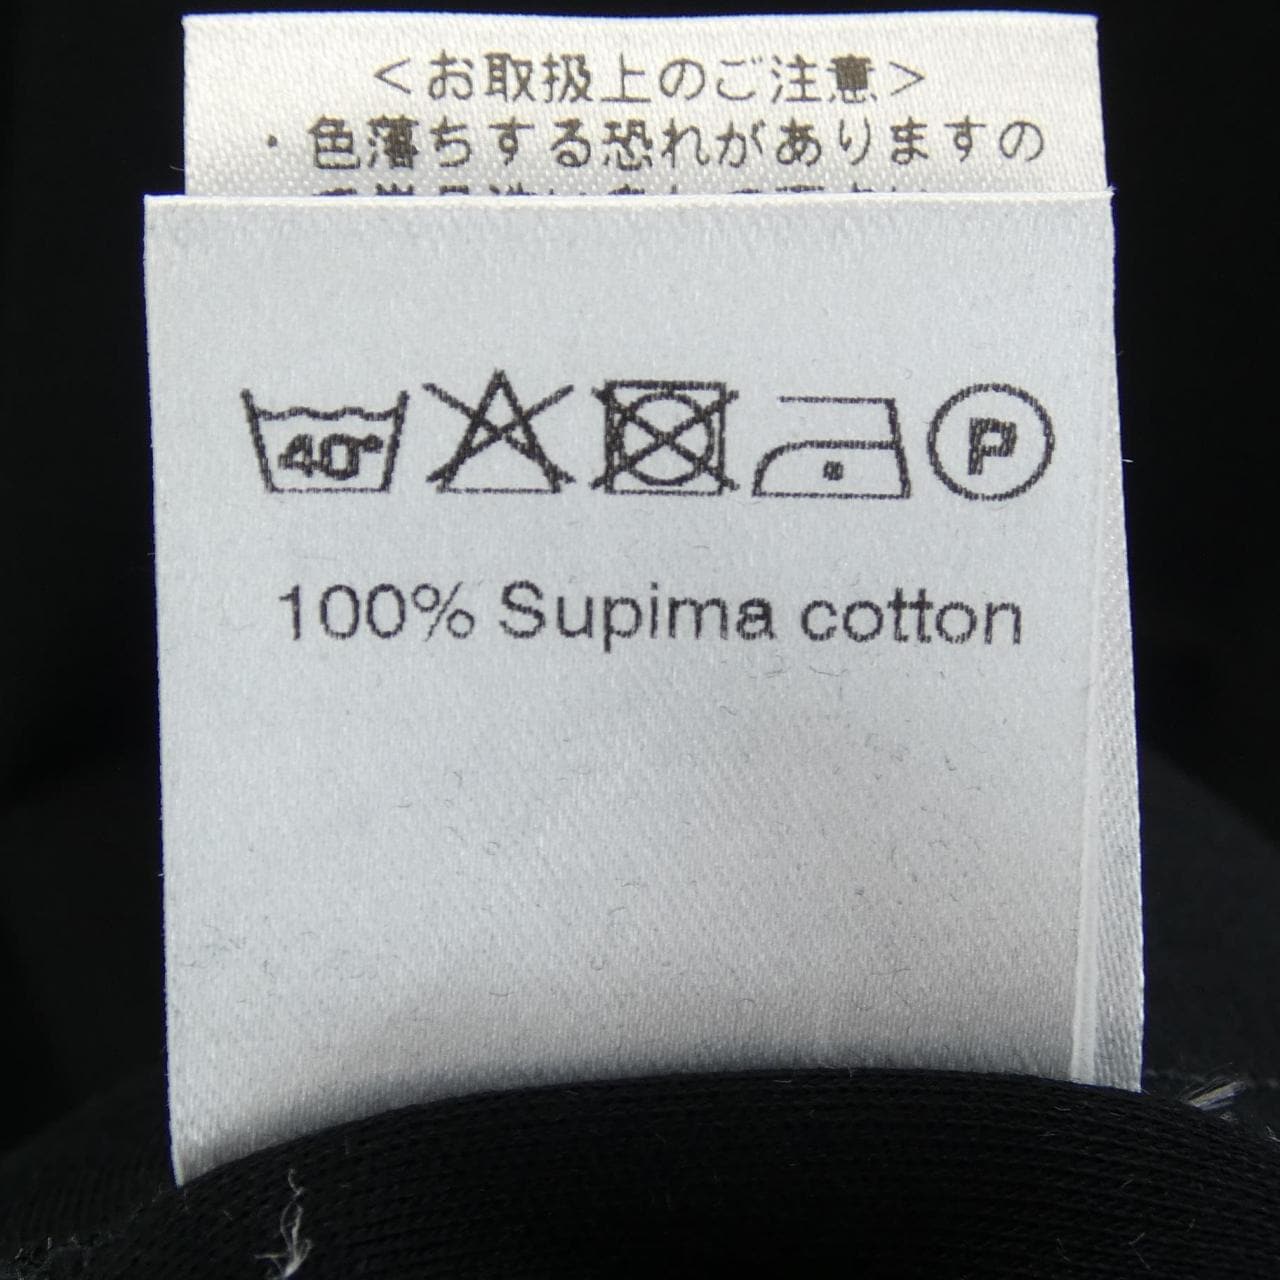 <お取扱上のご注意>
・色落ちする恐れがありますの
40°
P
100% Supima cotton